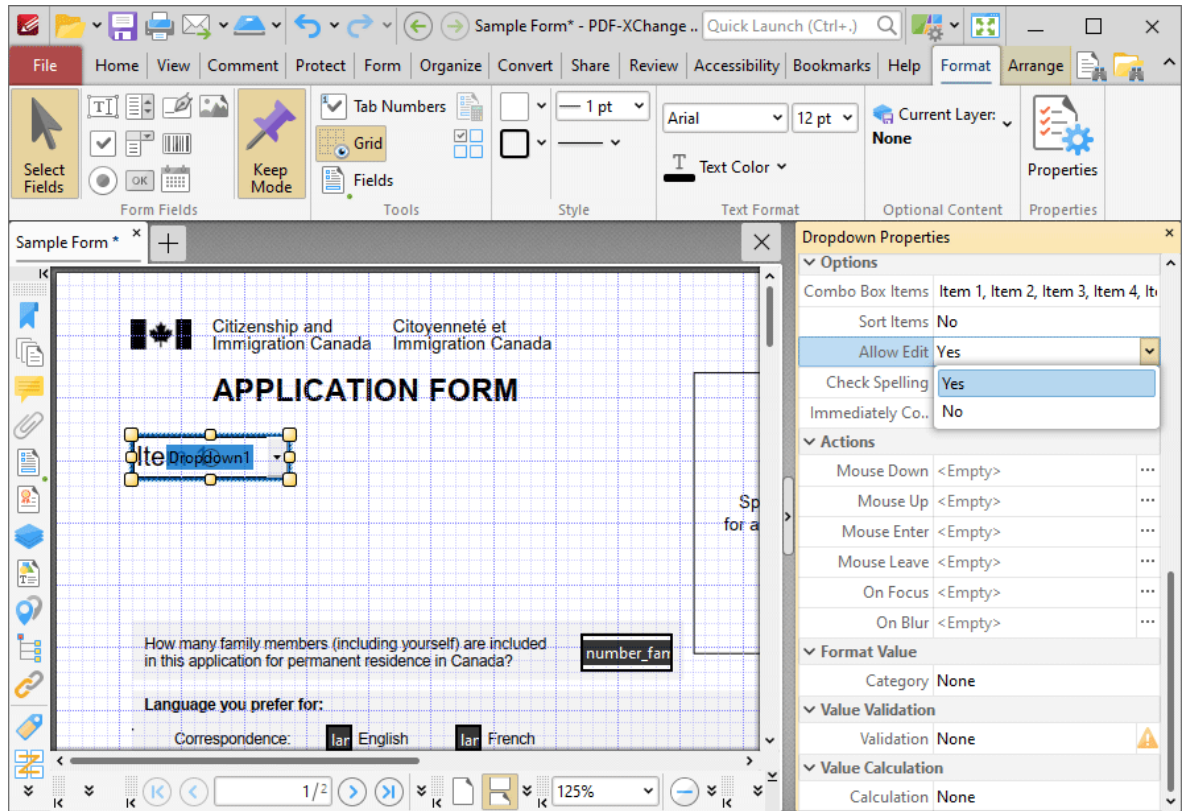 Sample Form* - PDF-XChange ..
Quick Launch (Ctrl+.)
File Home View Comment Protect Form Organize Convert Share Review Accessibility Bookmarks Help Format Arrange
Select Fields
OK
Keep Mode
Form Fields
Tab Numbers
Grid
Fields
Tools
1 pt
Style
Arial 12 pt
Text Color
Text Format
Current Layer:
None
Optional Content
Properties
Properties
Sample Form *
Citizenship and Immigration Canada
Citoyenneté et Immigration Canada
APPLICATION FORM
Dropdown1
Sp
for a
How many family members (including yourself) are included
in this application for permanent residence in Canada?
number_fan
Language you prefer for:
Correspondence: lar English lar French
1/2
125%
Dropdown Properties
Options
Combo Box Items Item 1, Item 2, Item 3, Item 4, It
Sort Items No
Allow Edit Yes
Check Spelling
Yes
Immediately Co..
No
Actions
Mouse Down <Empty> ...
Mouse Up <Empty> ...
Mouse Enter <Empty> ...
Mouse Leave <Empty> ...
On Focus <Empty> ...
On Blur <Empty> ...
Format Value
Category None
Value Validation
Validation None
Value Calculation
Calculation None